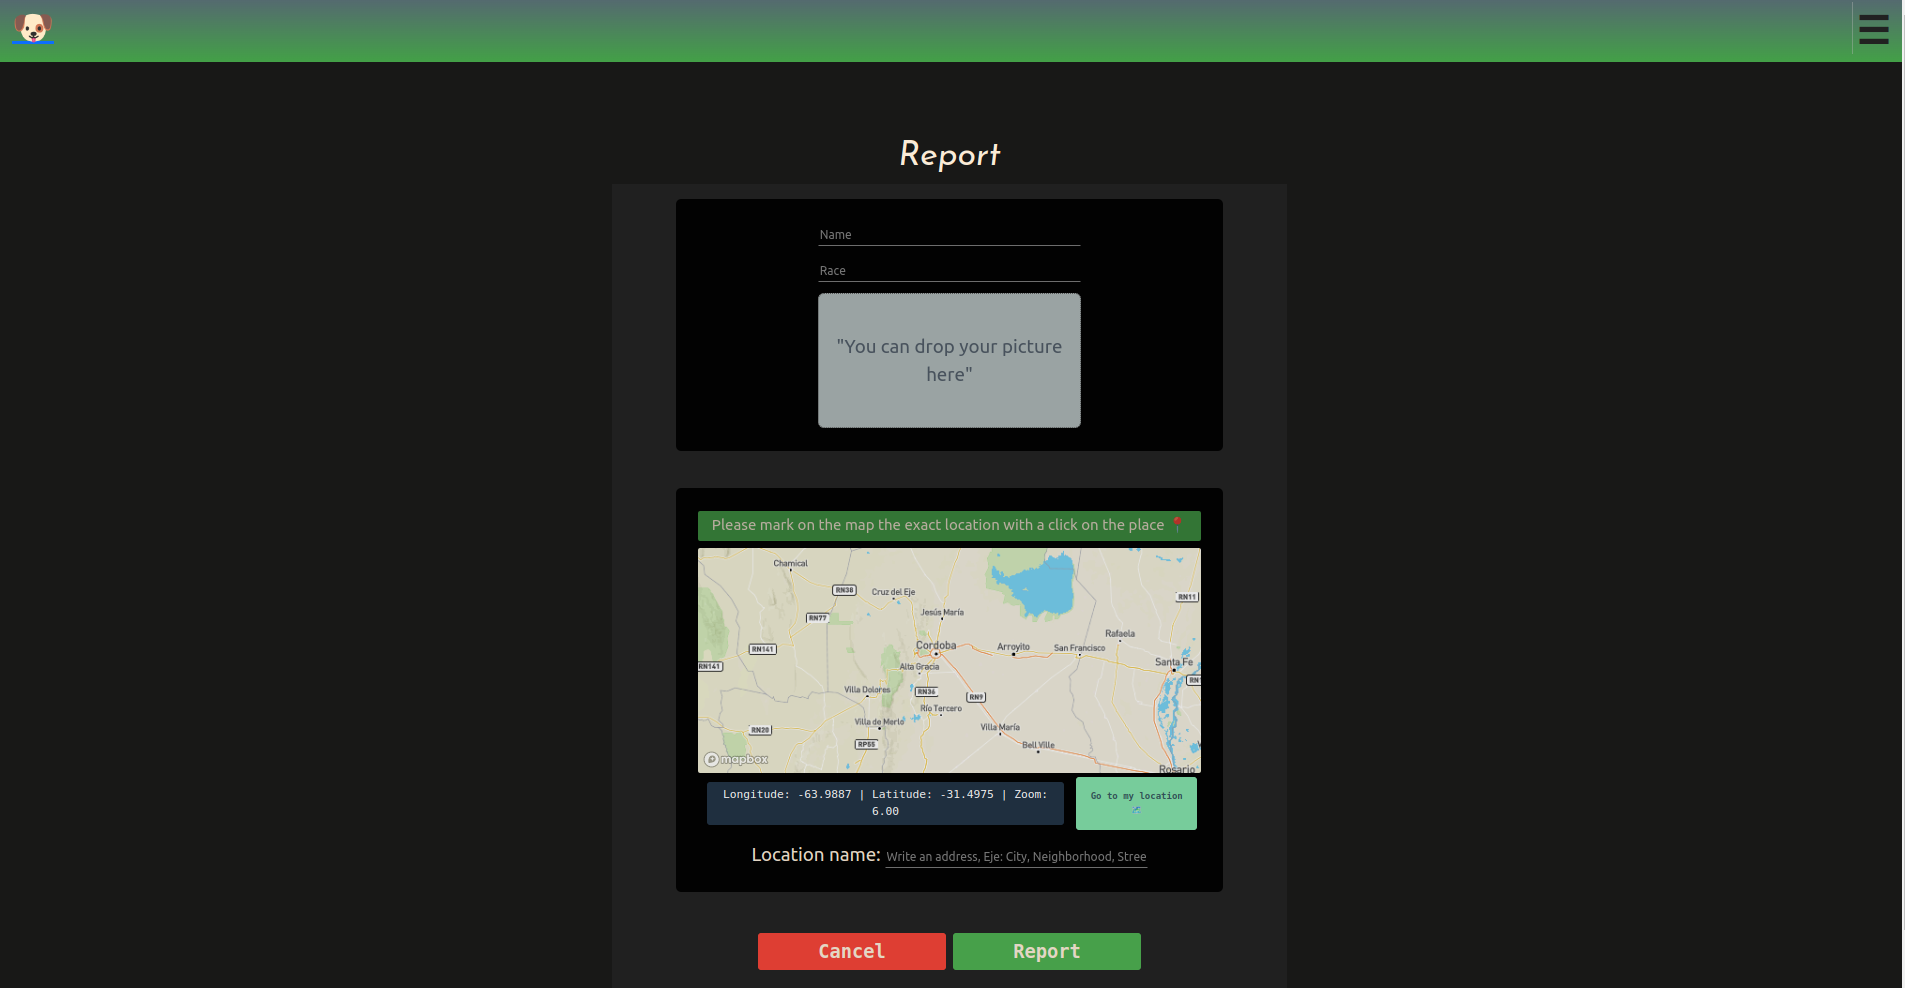 Report
Name
Race
"You can drop your picture
here"
Please mark on the map the exact location with a click on the place
Chamical
RN38
Cruz del Eje
RN11
Jesús María
RN77
Rafaela
Cordoba
Arroyito
San Francisco
RN141
Santa Fe
RN141
Alta Gracia
Villa Dolores
RN36
RN9
Río Tercero
Villa de Merlo
Villa María
RN20
RP55
Bell Ville
mapbox
Rosario
Longitude: -63.9887 | Latitude: -31.4975 | Zoom:
6.00
Go to my location
Location name: Write an address, Eje: City, Neighborhood, Stree
Cancel
Report